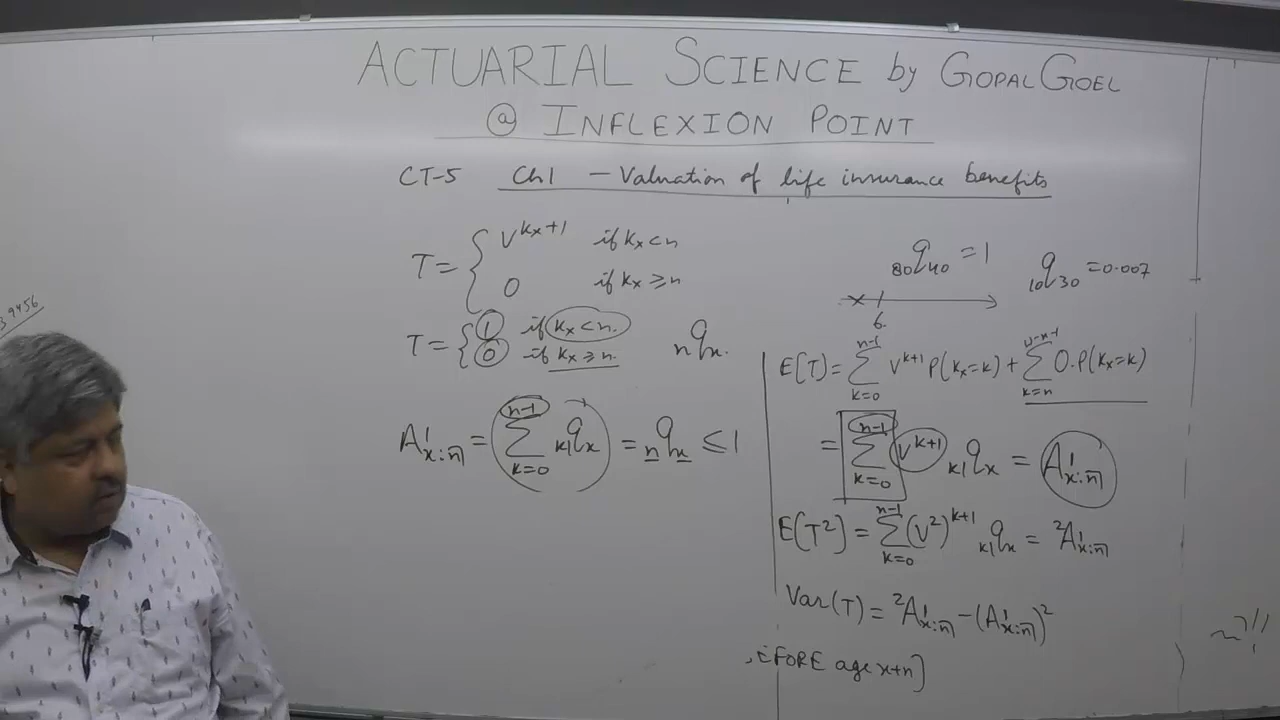 ACTUARIAL SCIENCE by GOPAL GOEL
@ INFLEXION POINT
CT-5 Ch1 – Valuation of life insurance benefits
T = { v^{kx+1} if kx < n
0 if kx ≥ n
T = { 1 if kx < n.
0 if kx ≥ n.
nqx.
A¹x:n̅| = Σ_{k=0}^{n-1} k|qx = nqx ≤ 1
80q40 = 1
10q30 = 0.007
6.
E[T] = Σ_{k=0}^{n-1} v^{k+1} P(kx=k) + Σ_{k=n}^{w-x-1} 0.P(kx=k)
= Σ_{k=0}^{n-1} v^{k+1} k|qx = A¹x:n̅|
E[T²] = Σ_{k=0}^{n-1} (v²)^{k+1} k|qx = ²A¹x:n̅|
Var(T) = ²A¹x:n̅| – (A¹x:n̅|)²
EFORE age x+n]
9456